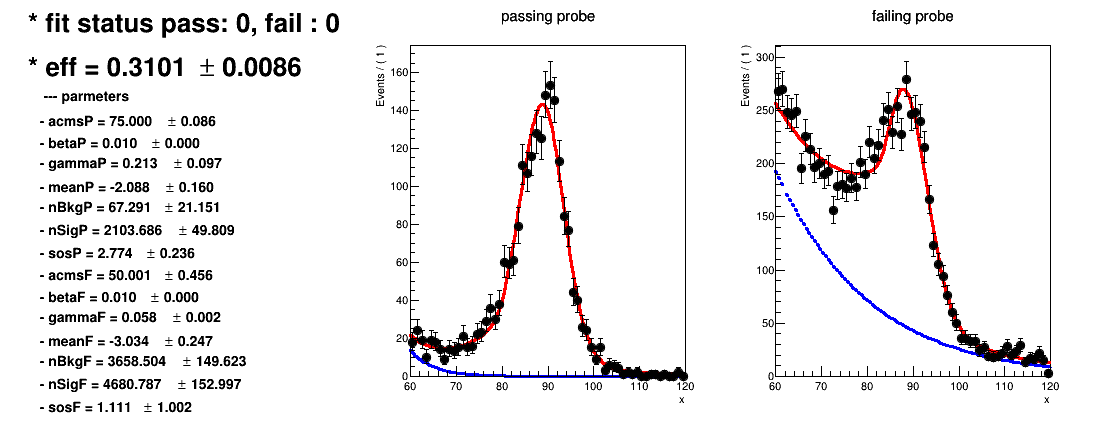 * fit status pass: 0, fail : 0
* eff = 0.3101 ± 0.0086
--- parmeters
- acmsP = 75.000 ± 0.086
- betaP = 0.010 ± 0.000
- gammaP = 0.213 ± 0.097
- meanP = -2.088 ± 0.160
- nBkgP = 67.291 ± 21.151
- nSigP = 2103.686 ± 49.809
- sosP = 2.774 ± 0.236
- acmsF = 50.001 ± 0.456
- betaF = 0.010 ± 0.000
- gammaF = 0.058 ± 0.002
- meanF = -3.034 ± 0.247
- nBkgF = 3658.504 ± 149.623
- nSigF = 4680.787 ± 152.997
- sosF = 1.111 ± 1.002
passing probe
Events / ( 1 )
160
140
120
100
80
60
40
20
0
60 70 80 90 100 110 120
x
failing probe
Events / ( 1 )
300
250
200
150
100
50
0
60 70 80 90 100 110 120
x